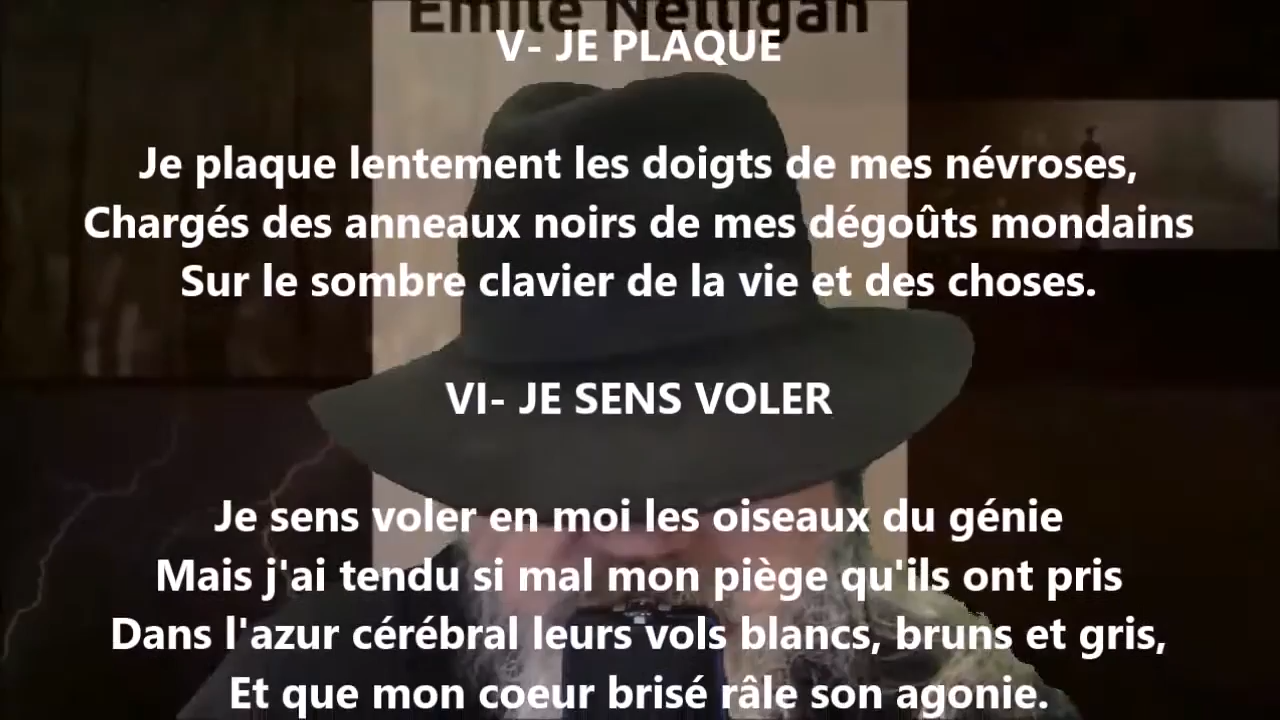 Émile Nelligan
V- JE PLAQUE
Je plaque lentement les doigts de mes névroses,
Chargés des anneaux noirs de mes dégoûts mondains
Sur le sombre clavier de la vie et des choses.
VI- JE SENS VOLER
Je sens voler en moi les oiseaux du génie
Mais j'ai tendu si mal mon piège qu'ils ont pris
Dans l'azur cérébral leurs vols blancs, bruns et gris,
Et que mon coeur brisé râle son agonie.